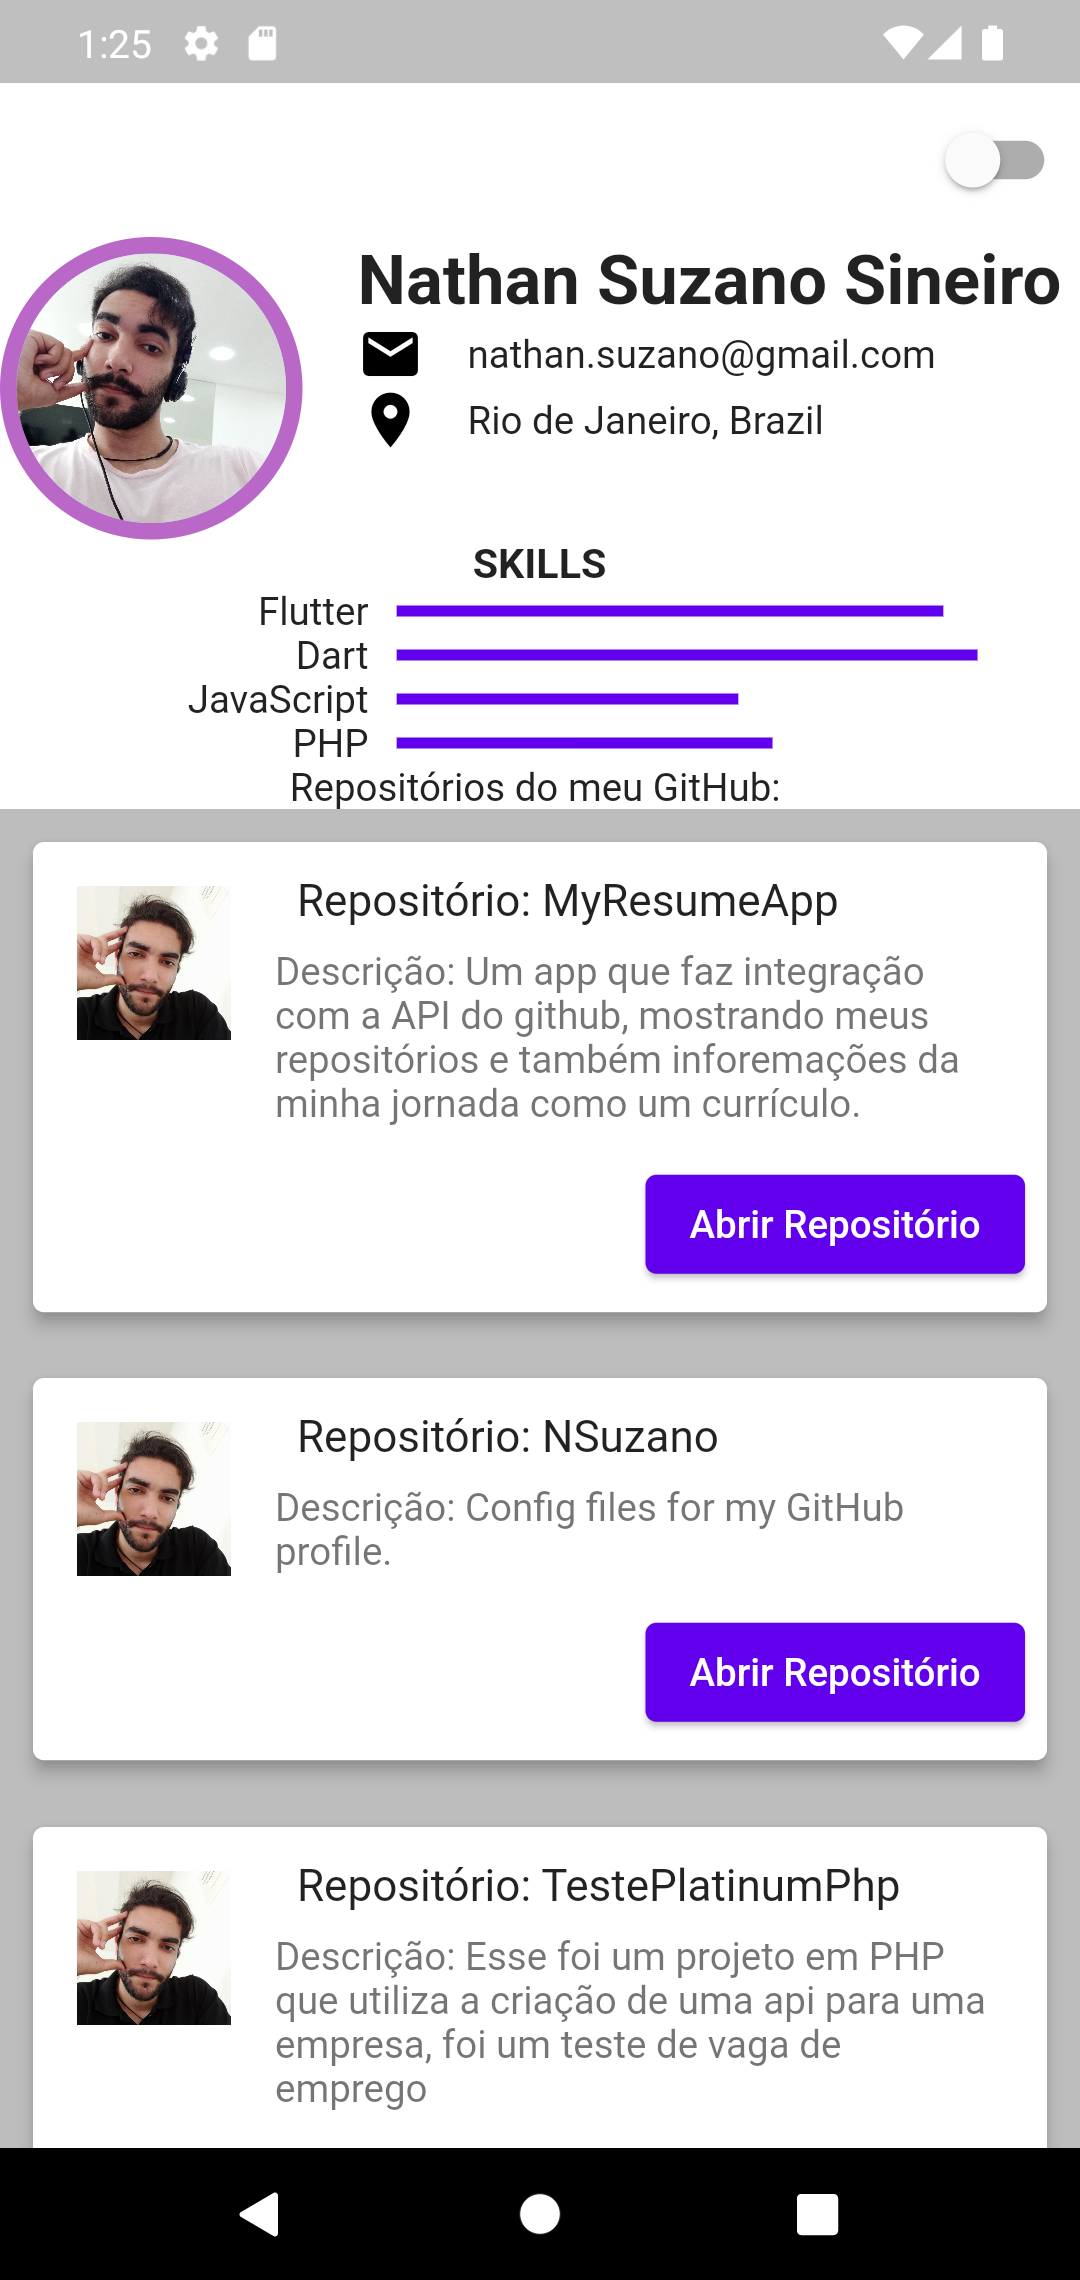 1:25
Nathan Suzano Sineiro
nathan.suzano@gmail.com
Rio de Janeiro, Brazil
SKILLS
Flutter
Dart
JavaScript
PHP
Repositórios do meu GitHub:
Repositório: MyResumeApp
Descrição: Um app que faz integração
com a API do github, mostrando meus
repositórios e também inforemações da
minha jornada como um currículo.
Abrir Repositório
Repositório: NSuzano
Descrição: Config files for my GitHub
profile.
Abrir Repositório
Repositório: TestePlatinumPhp
Descrição: Esse foi um projeto em PHP
que utiliza a criação de uma api para uma
empresa, foi um teste de vaga de
emprego